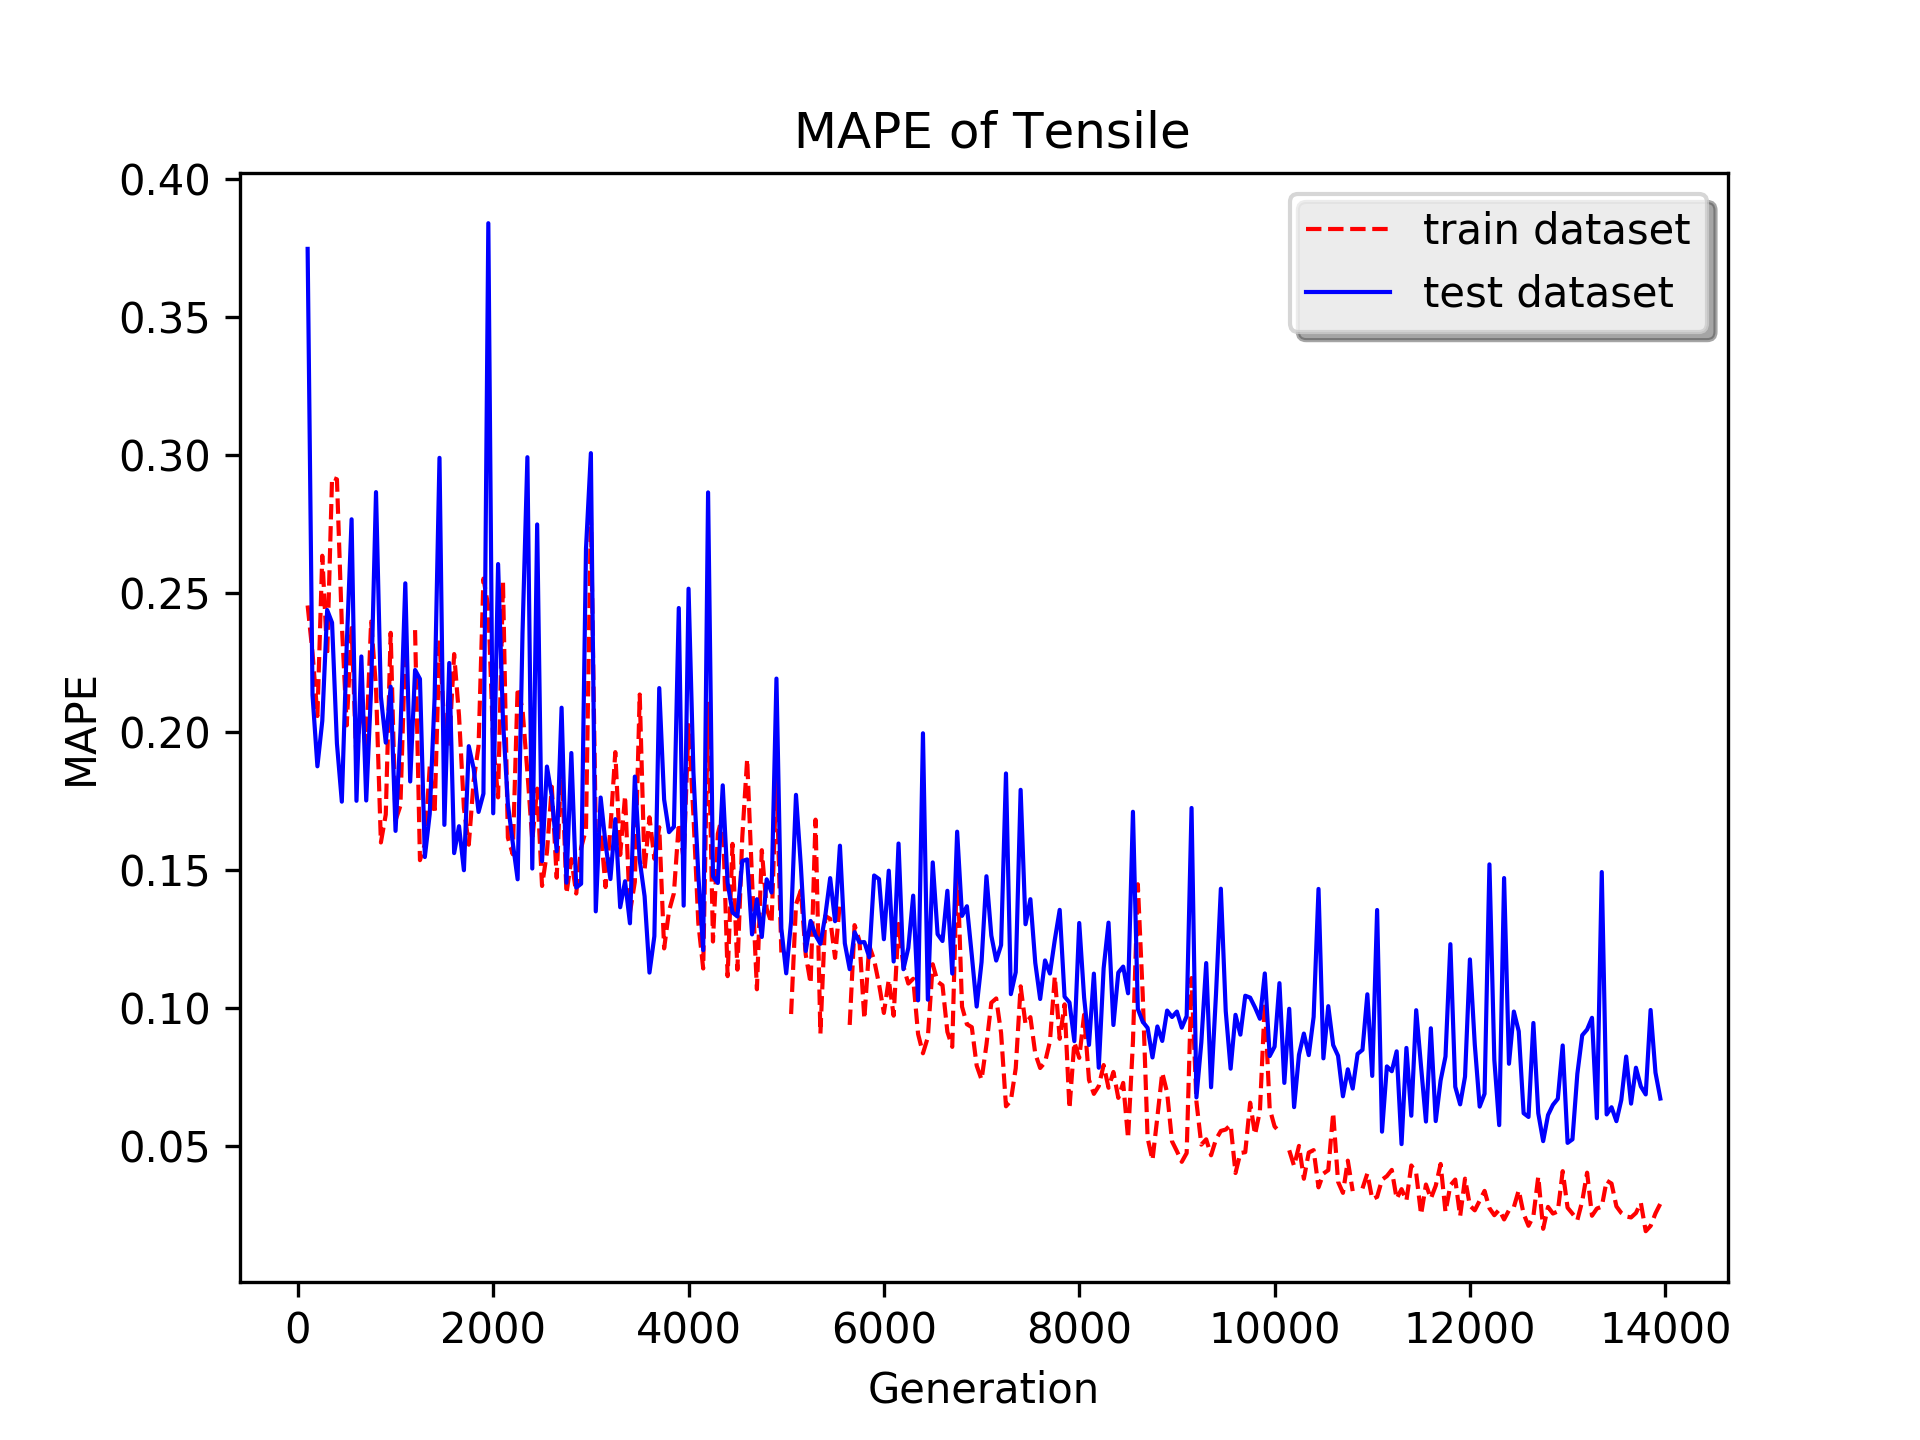 MAPE of Tensile
train dataset
test dataset
MAPE
0.40
0.35
0.30
0.25
0.20
0.15
0.10
0.05
0 2000 4000 6000 8000 10000 12000 14000
Generation